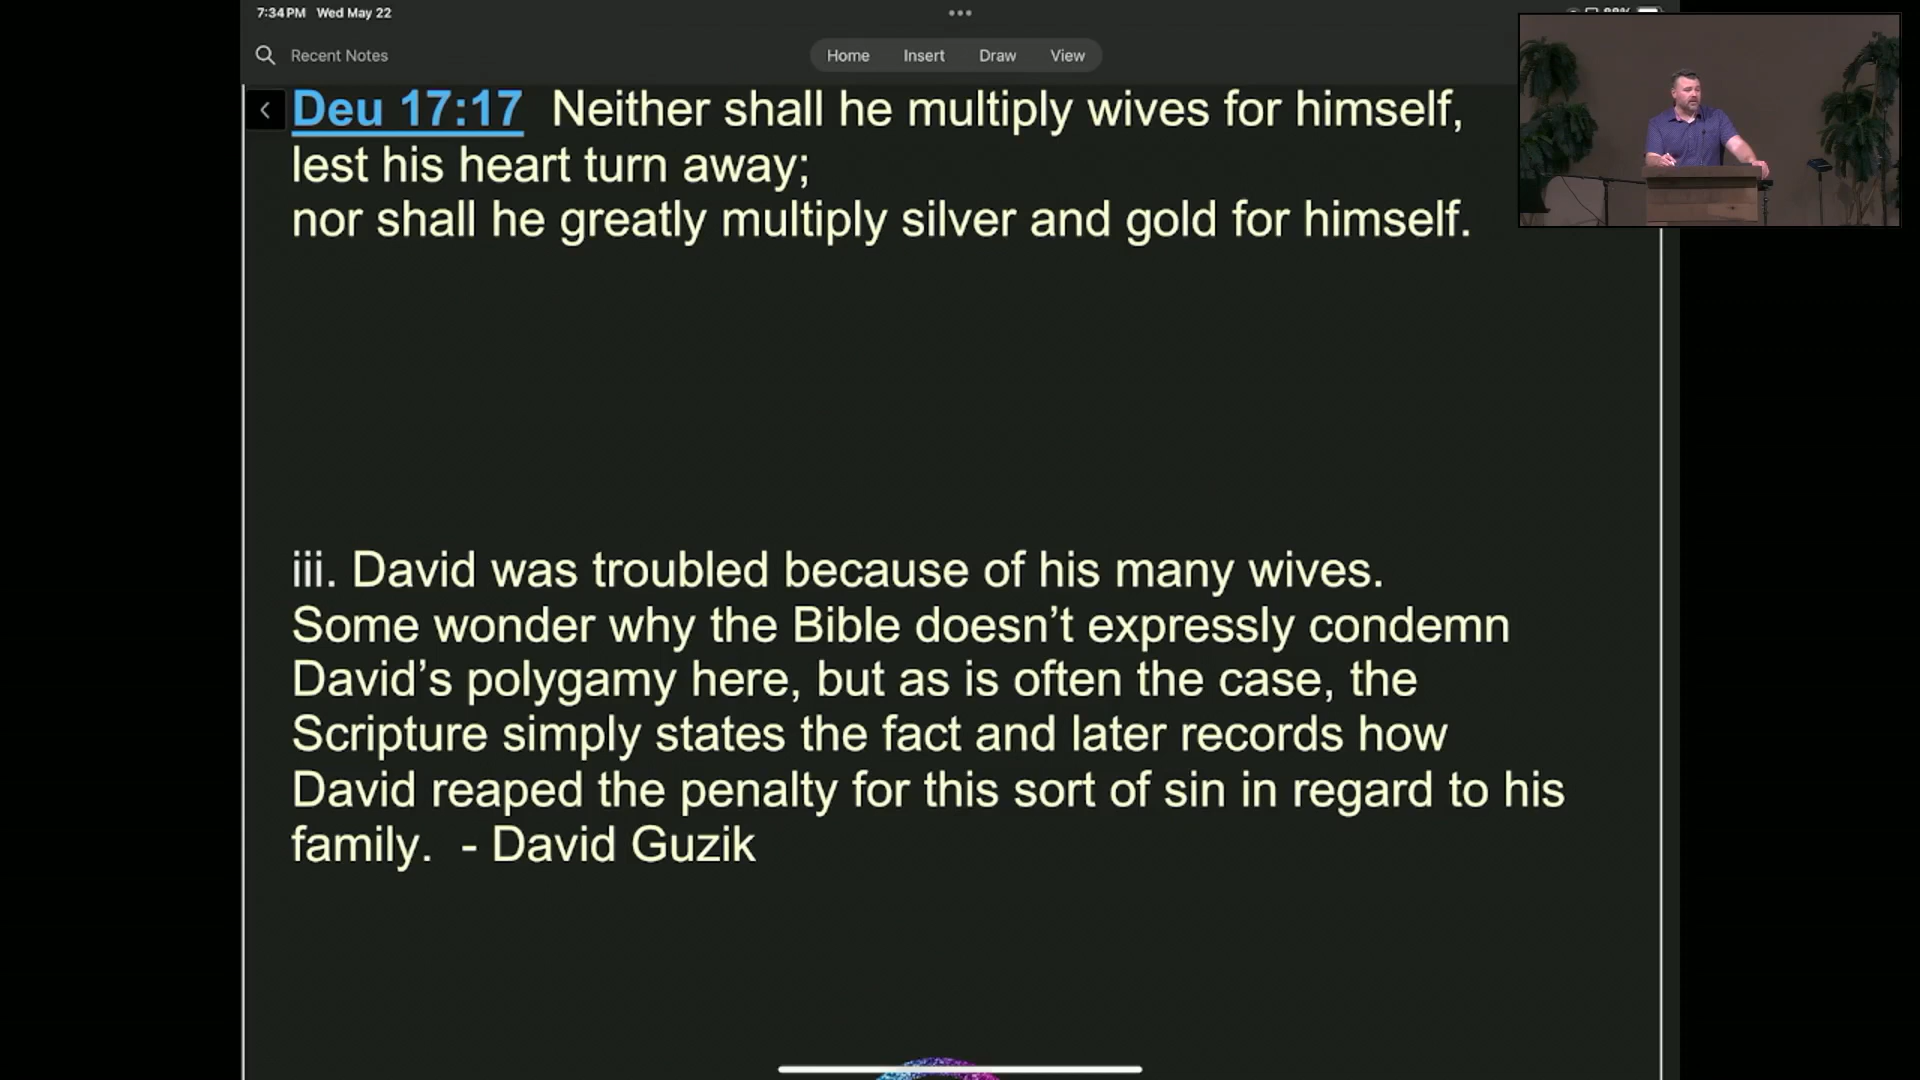 7:34 PM Wed May 22
Recent Notes
Home Insert Draw View
Deu 17:17 Neither shall he multiply wives for himself,
lest his heart turn away;
nor shall he greatly multiply silver and gold for himself.
iii. David was troubled because of his many wives.
Some wonder why the Bible doesn’t expressly condemn
David’s polygamy here, but as is often the case, the
Scripture simply states the fact and later records how
David reaped the penalty for this sort of sin in regard to his
family. - David Guzik